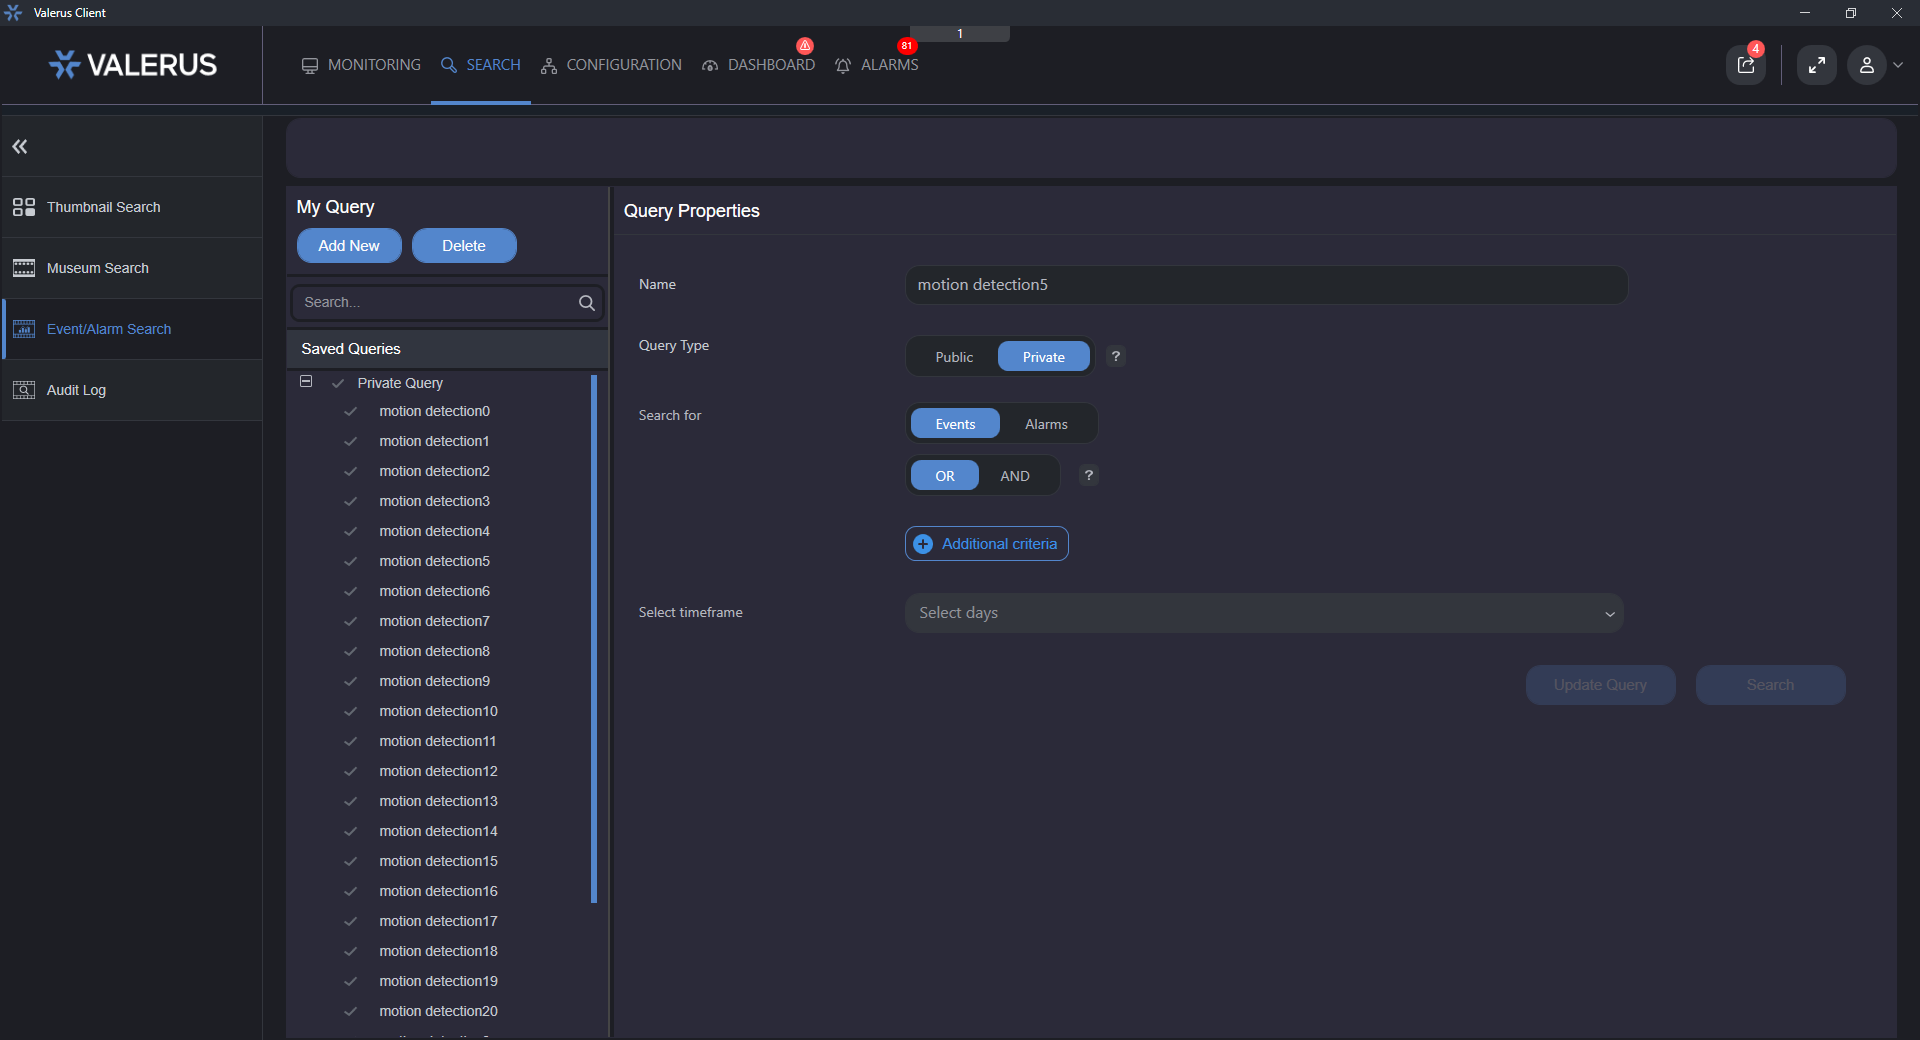 Valerus Client
1
VALERUS
MONITORING
SEARCH
CONFIGURATION
DASHBOARD
81
ALARMS
4
Thumbnail Search
Museum Search
Event/Alarm Search
Audit Log
My Query
Add New
Delete
Search...
Saved Queries
Private Query
motion detection0
motion detection1
motion detection2
motion detection3
motion detection4
motion detection5
motion detection6
motion detection7
motion detection8
motion detection9
motion detection10
motion detection11
motion detection12
motion detection13
motion detection14
motion detection15
motion detection16
motion detection17
motion detection18
motion detection19
motion detection20
Query Properties
Name
motion detection5
Query Type
Public
Private
?
Search for
Events
Alarms
OR
AND
?
Additional criteria
Select timeframe
Select days
Update Query
Search